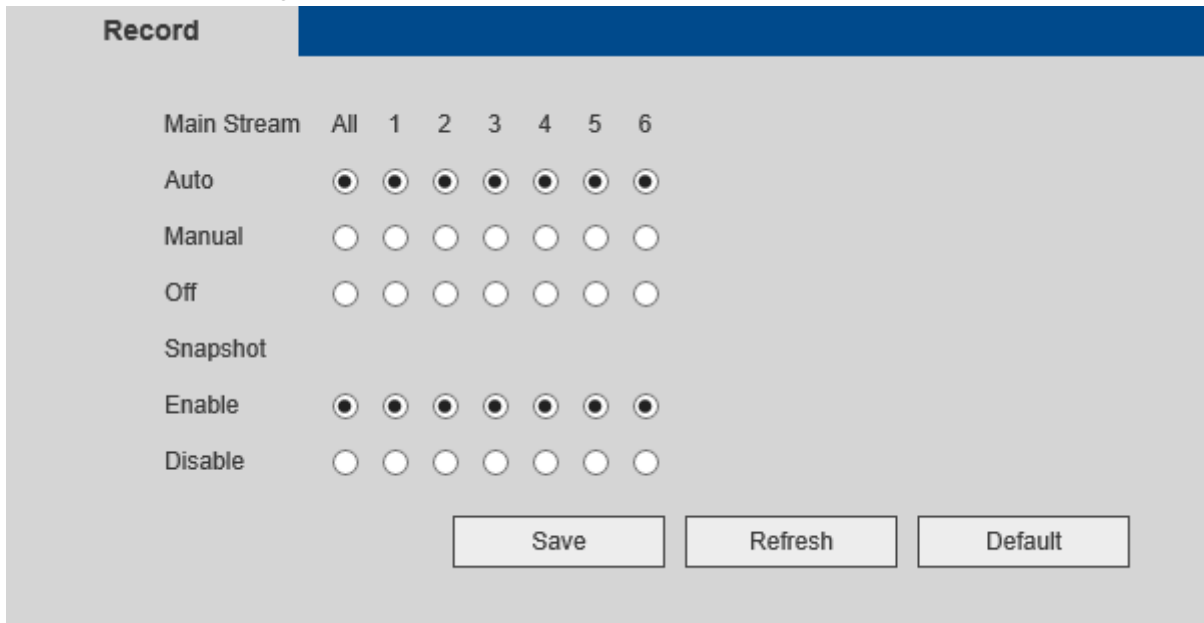 Record
Main Stream All 1 2 3 4 5 6
Auto
Manual
Off
Snapshot
Enable
Disable
Save Refresh Default